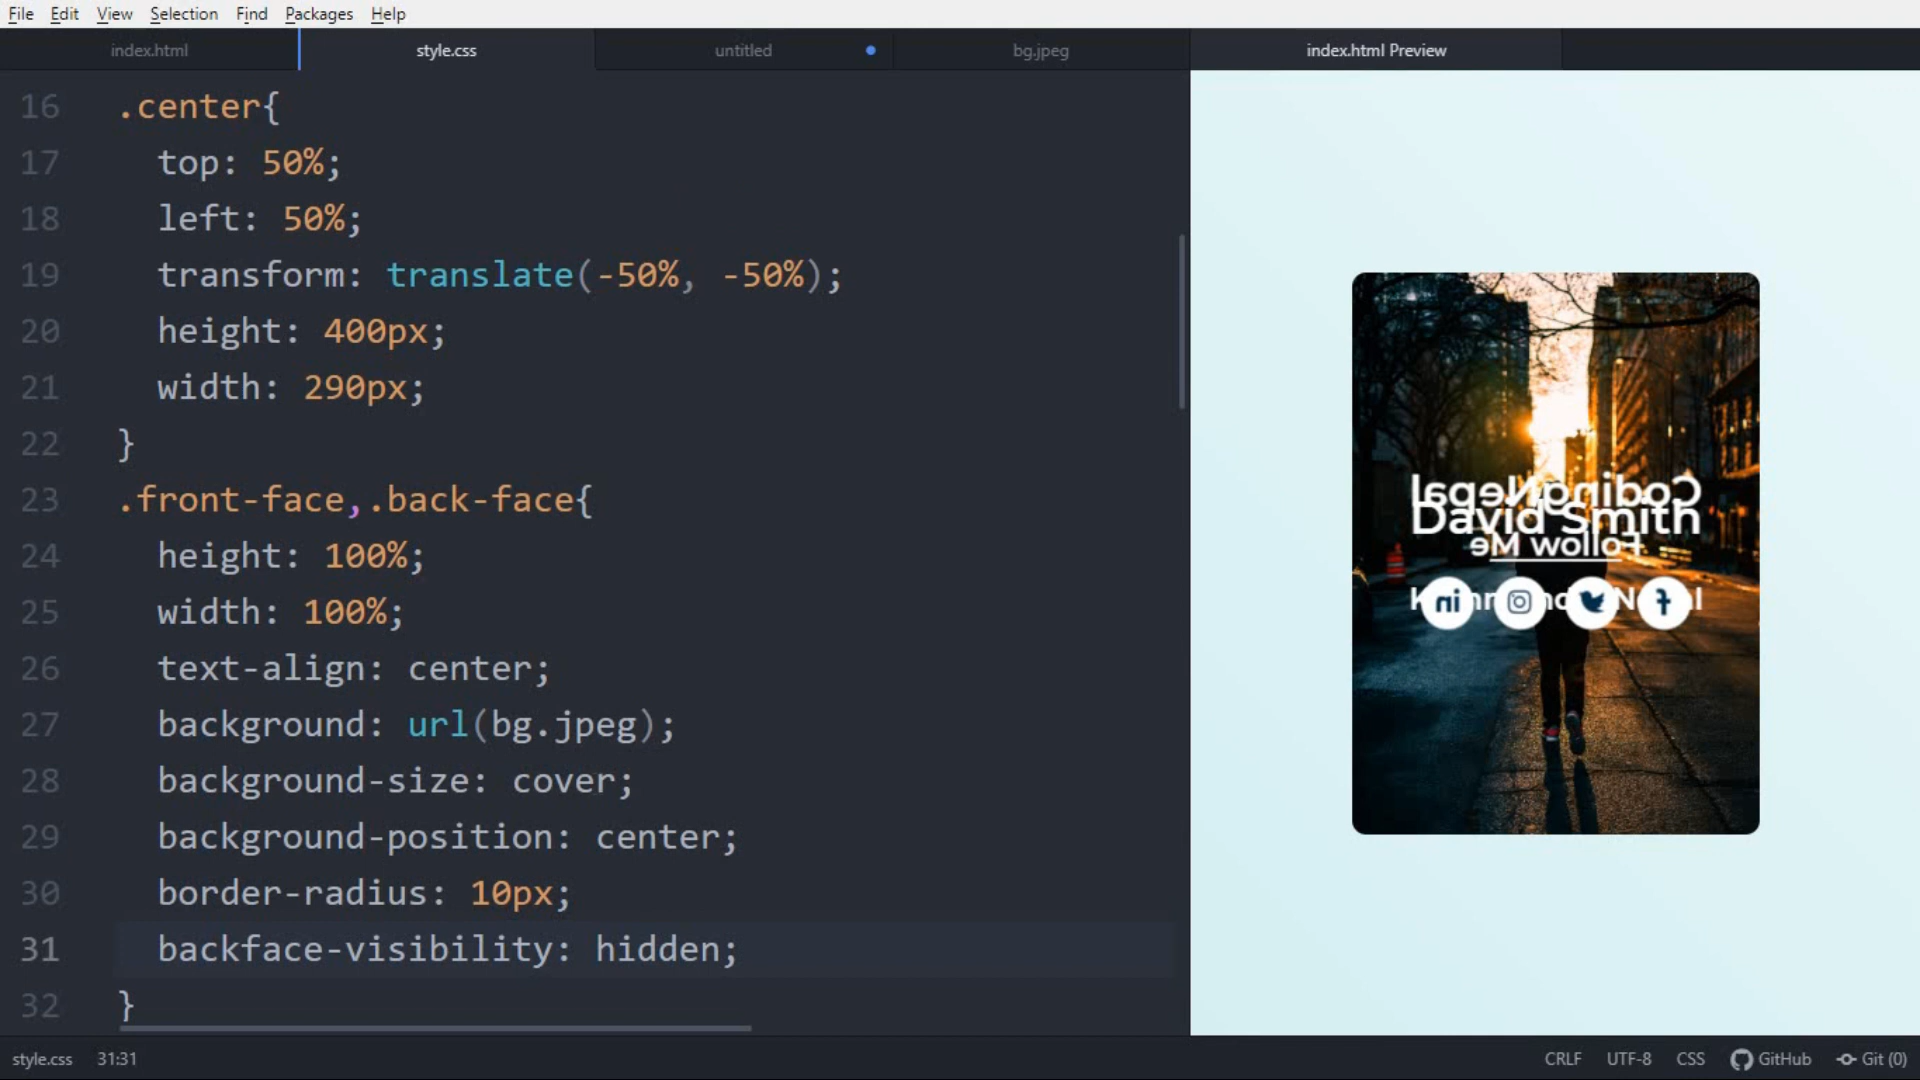 File Edit View Selection Find Packages Help
index.html style.css untitled bg.jpeg index.html Preview
16 .center{
17 top: 50%;
18 left: 50%;
19 transform: translate(-50%, -50%);
20 height: 400px;
21 width: 290px;
22 }
23 .front-face,.back-face{
24 height: 100%;
25 width: 100%;
26 text-align: center;
27 background: url(bg.jpeg);
28 background-size: cover;
29 background-position: center;
30 border-radius: 10px;
31 backface-visibility: hidden;
32 }
CodingNepal
David Smith
Follow Me
in
style.css 31:31 CRLF UTF-8 CSS GitHub Git (0)